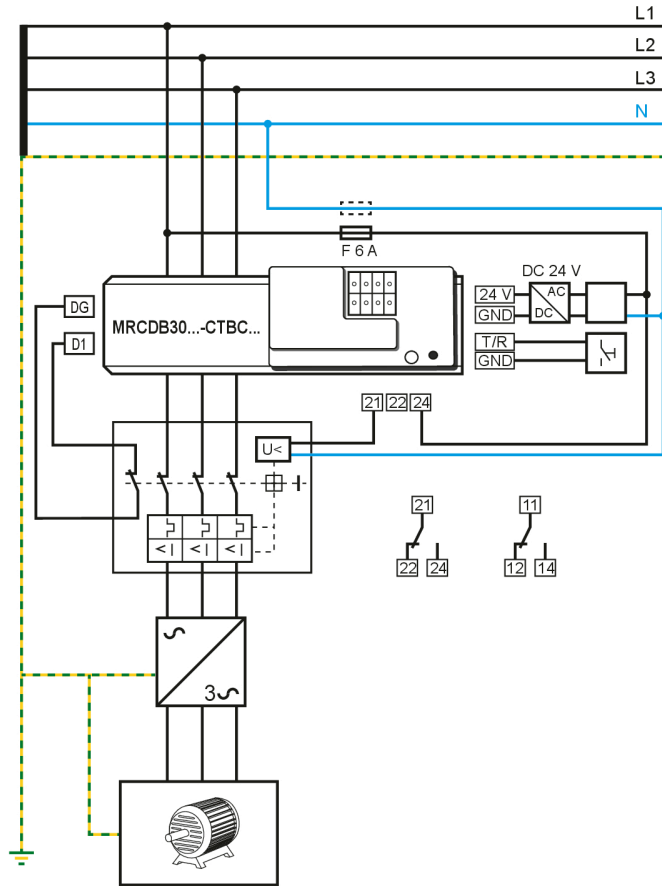 L1
L2
L3
N
F 6 A
DC 24 V
DG
D1
MRCDB30...-CTBC...
24 V
GND
AC
DC
T/R
GND
21 22 24
U<
21
22 24
11
12 14
< I < I < I
3